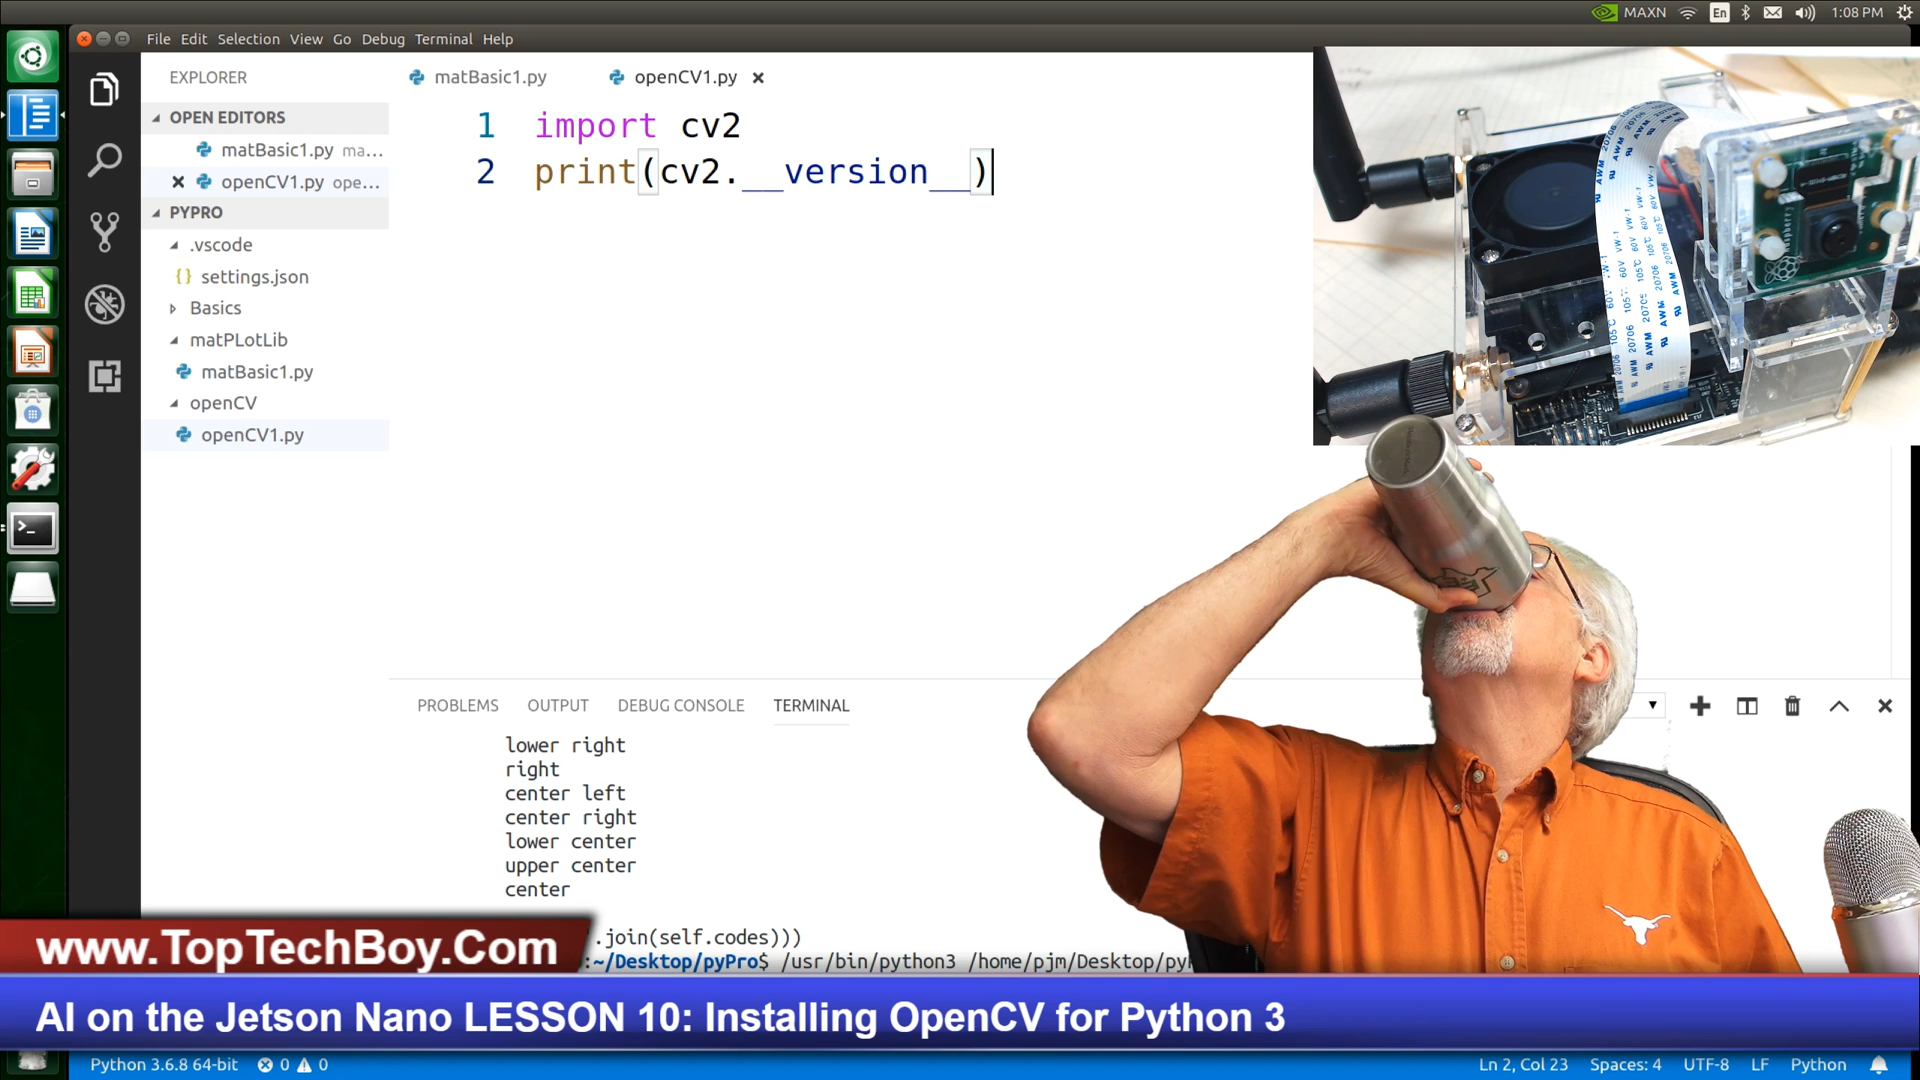 MAXN
En
1:08 PM
File Edit Selection View Go Debug Terminal Help
EXPLORER
OPEN EDITORS
matBasic1.py ma...
openCV1.py ope...
PYPRO
.vscode
settings.json
Basics
matPLotLib
matBasic1.py
openCV
openCV1.py
matBasic1.py
openCV1.py
1 import cv2
2 print(cv2.__version__)
PROBLEMS OUTPUT DEBUG CONSOLE TERMINAL
lower right
right
center left
center right
lower center
upper center
center
.join(self.codes)))
:~/Desktop/pyPro$ /usr/bin/python3 /home/pjm/Desktop/py
www.TopTechBoy.Com
AI on the Jetson Nano LESSON 10: Installing OpenCV for Python 3
Python 3.6.8 64-bit 0 0
Ln 2, Col 23 Spaces: 4 UTF-8 LF Python